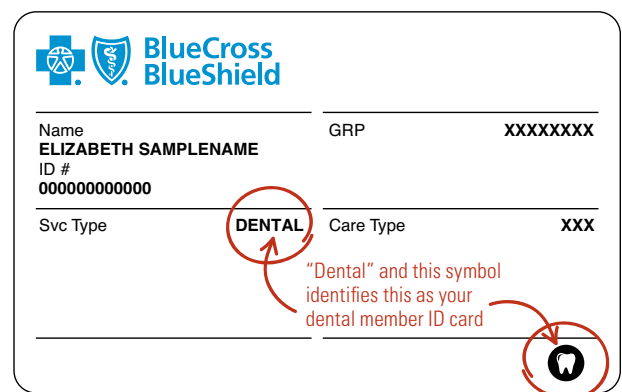 BlueCross
BlueShield
Name
ELIZABETH SAMPLENAME
ID #
000000000000
GRP XXXXXXXX
Svc Type DENTAL
Care Type XXX
"Dental" and this symbol
identifies this as your
dental member ID card